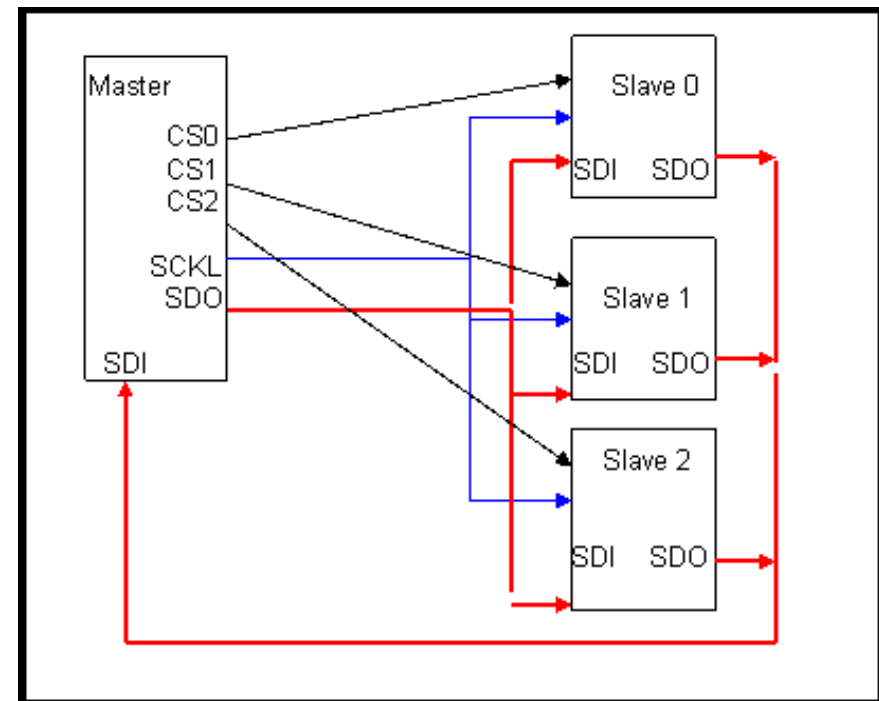 Master
CS0
CS1
CS2
SCKL
SDO
SDI
Slave 0
SDI SDO
Slave 1
SDI SDO
Slave 2
SDI SDO